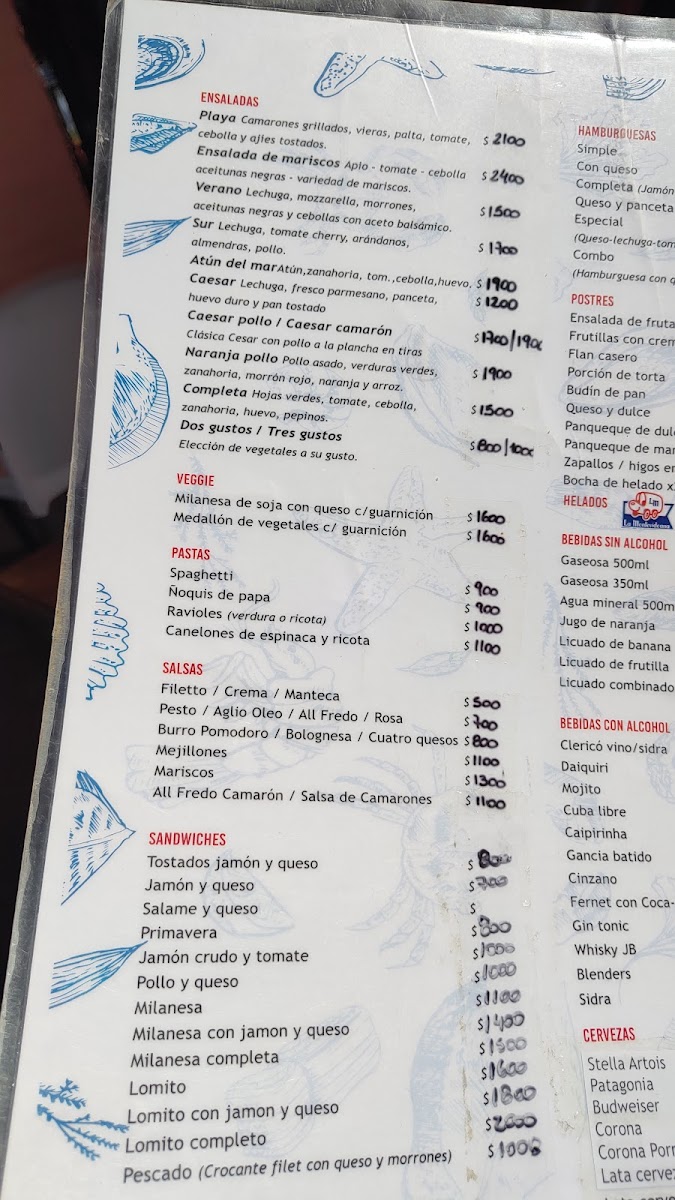 ENSALADAS
Playa Camarones grillados, vieras, palta, tomate, $ 2100
cebolla y ajíes tostados.
Ensalada de mariscos Apio - tomate - cebolla $ 2400
aceitunas negras - variedad de mariscos.
Verano Lechuga, mozzarella, morrones, $ 1500
aceitunas negras y cebollas con aceto balsámico.
Sur Lechuga, tomate cherry, arándanos, $ 1700
almendras, pollo.
Atún del mar Atún,zanahoria, tom.,cebolla,huevo, $ 1900
Caesar Lechuga, fresco parmesano, panceta, $ 1200
huevo duro y pan tostado
Caesar pollo / Caesar camarón $ 1700/190
Clásica Cesar con pollo a la plancha en tiras
Naranja pollo Pollo asado, verduras verdes, $ 1900
zanahoria, morrón rojo, naranja y arroz.
Completa Hojas verdes, tomate, cebolla, $ 1500
zanahoria, huevo, pepinos.
Dos gustos / Tres gustos $ 800/100
Elección de vegetales a su gusto.
VEGGIE
Milanesa de soja con queso c/guarnición $ 1600
Medallón de vegetales c/ guarnición $ 1600
PASTAS
Spaghetti $ 900
Ñoquis de papa $ 900
Ravioles (verdura o ricota) $ 1000
Canelones de espinaca y ricota $ 1100
SALSAS
Filetto / Crema / Manteca $ 500
Pesto / Aglio Oleo / All Fredo / Rosa $ 700
Burro Pomodoro / Bolognesa / Cuatro quesos $ 800
Mejillones $ 1100
Mariscos $ 1300
All Fredo Camarón / Salsa de Camarones $ 1100
SANDWICHES
Tostados jamón y queso $ 800
Jamón y queso $ 700
Salame y queso $
Primavera $ 800
Jamón crudo y tomate $ 1000
Pollo y queso $ 1000
Milanesa $ 1100
Milanesa con jamon y queso $ 1400
Milanesa completa $ 1500
Lomito $ 1600
Lomito con jamon y queso $ 1800
Lomito completo $ 2000
Pescado (Crocante filet con queso y morrones) $ 1000
HAMBURGUESAS
Simple
Con queso
Completa (Jamón
Queso y panceta
Especial
(Queso-lechuga-tom
Combo
(Hamburguesa con q
POSTRES
Ensalada de fruta
Frutillas con crem
Flan casero
Porción de torta
Budín de pan
Queso y dulce
Panqueque de dul
Panqueque de man
Zapallos / higos en
Bocha de helado x
HELADOS
La Montevideana
BEBIDAS SIN ALCOHOL
Gaseosa 500ml
Gaseosa 350ml
Agua mineral 500m
Jugo de naranja
Licuado de banana
Licuado de frutilla
Licuado combinado
BEBIDAS CON ALCOHOL
Clericó vino/sidra
Daiquiri
Mojito
Cuba libre
Caipirinha
Gancia batido
Cinzano
Fernet con Coca-
Gin tonic
Whisky JB
Blenders
Sidra
CERVEZAS
Stella Artois
Patagonia
Budweiser
Corona
Corona Porr
Lata cervez